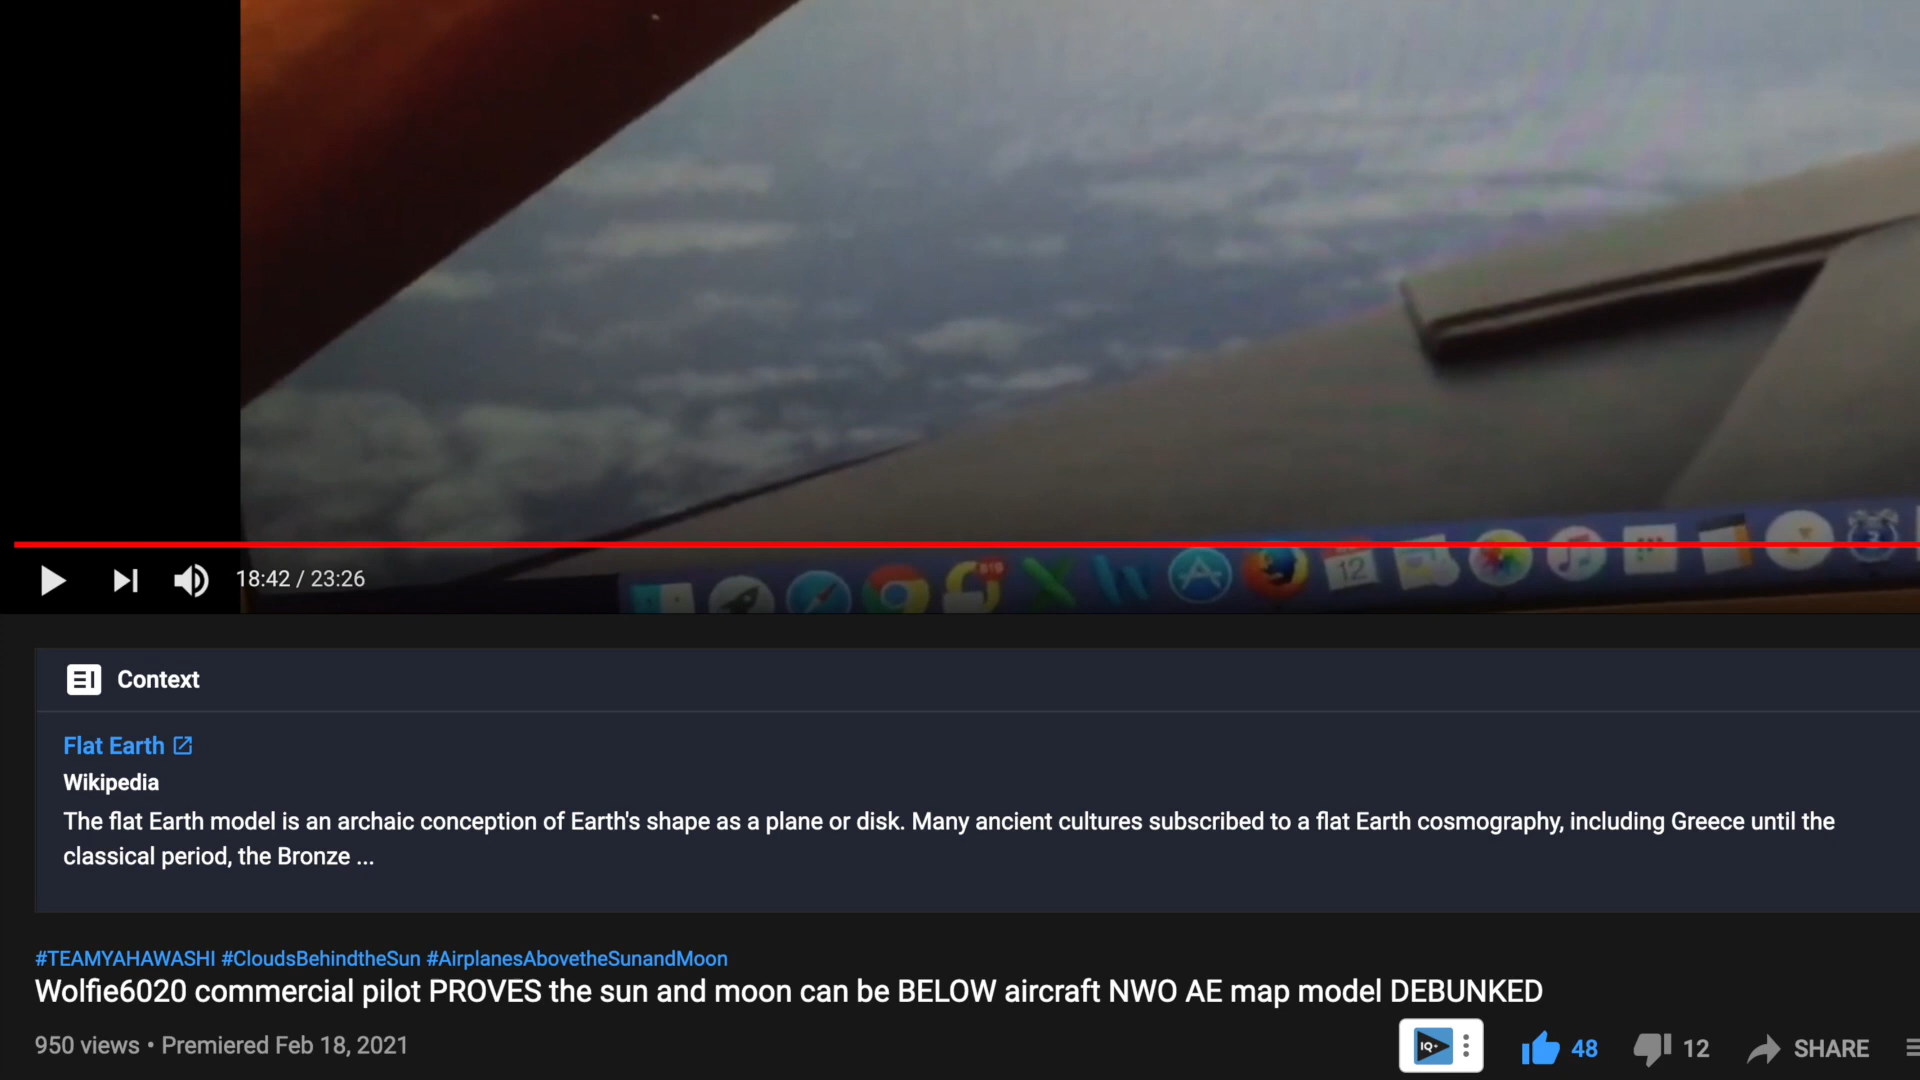 819
12
18:42 / 23:26
Context
Flat Earth
Wikipedia
The flat Earth model is an archaic conception of Earth's shape as a plane or disk. Many ancient cultures subscribed to a flat Earth cosmography, including Greece until the
classical period, the Bronze ...
#TEAMYAHAWASHI #CloudsBehindtheSun #AirplanesAbovetheSunandMoon
Wolfie6020 commercial pilot PROVES the sun and moon can be BELOW aircraft NWO AE map model DEBUNKED
950 views • Premiered Feb 18, 2021
IQ+
48
12
SHARE